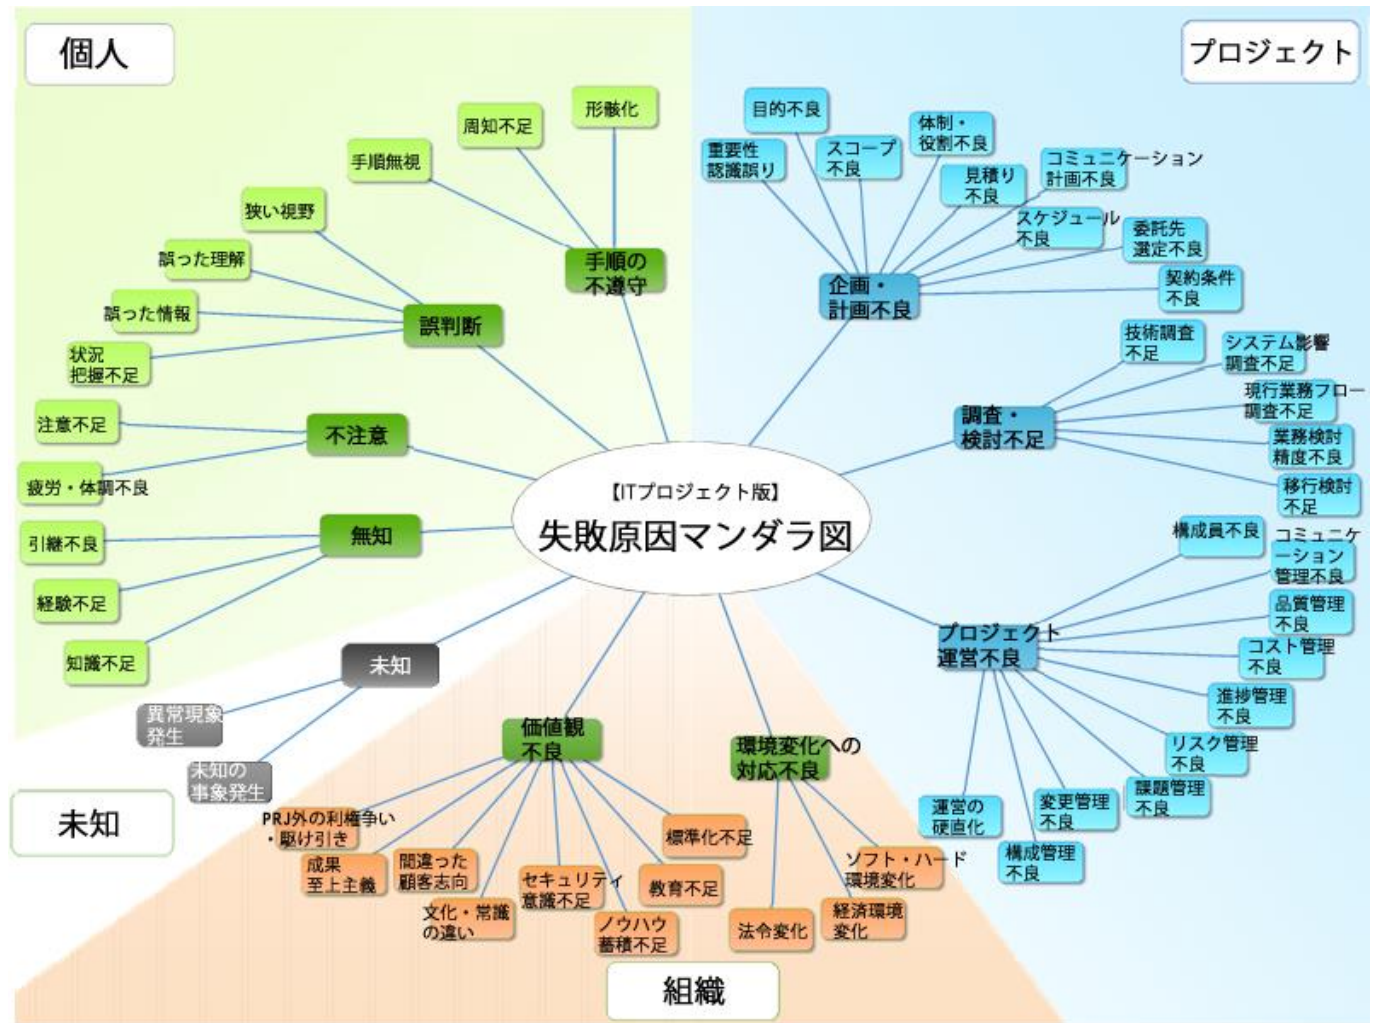 個人
プロジェクト
形骸化
周知不足
手順無視
手順の
不遵守
狭い視野
誤った理解
誤った情報
状況
把握不足
誤判断
注意不足
疲労・体調不良
不注意
引継不良
経験不足
知識不足
無知
目的不良
重要性
認識誤り
スコープ
不良
体制・
役割不良
見積り
不良
コミュニケーション
計画不良
スケジュール
不良
委託先
選定不良
契約条件
不良
企画・
計画不良
技術調査
不足
システム影響
調査不足
現行業務フロー
調査不足
業務検討
精度不良
移行検討
不足
調査・
検討不足
【ITプロジェクト版】
失敗原因マンダラ図
構成員不良
コミュニケ
ーション
管理不良
品質管理
不良
コスト管理
不良
進捗管理
不良
リスク管理
不良
課題管理
不良
変更管理
不良
構成管理
不良
運営の
硬直化
プロジェクト
運営不良
未知
異常現象
発生
未知の
事象発生
未知
価値観
不良
PRJ外の利権争い
・駆け引き
成果
至上主義
間違った
顧客志向
文化・常識
の違い
セキュリティ
意識不足
ノウハウ
蓄積不足
教育不足
標準化不足
環境変化への
対応不良
法令変化
経済環境
変化
ソフト・ハード
環境変化
組織